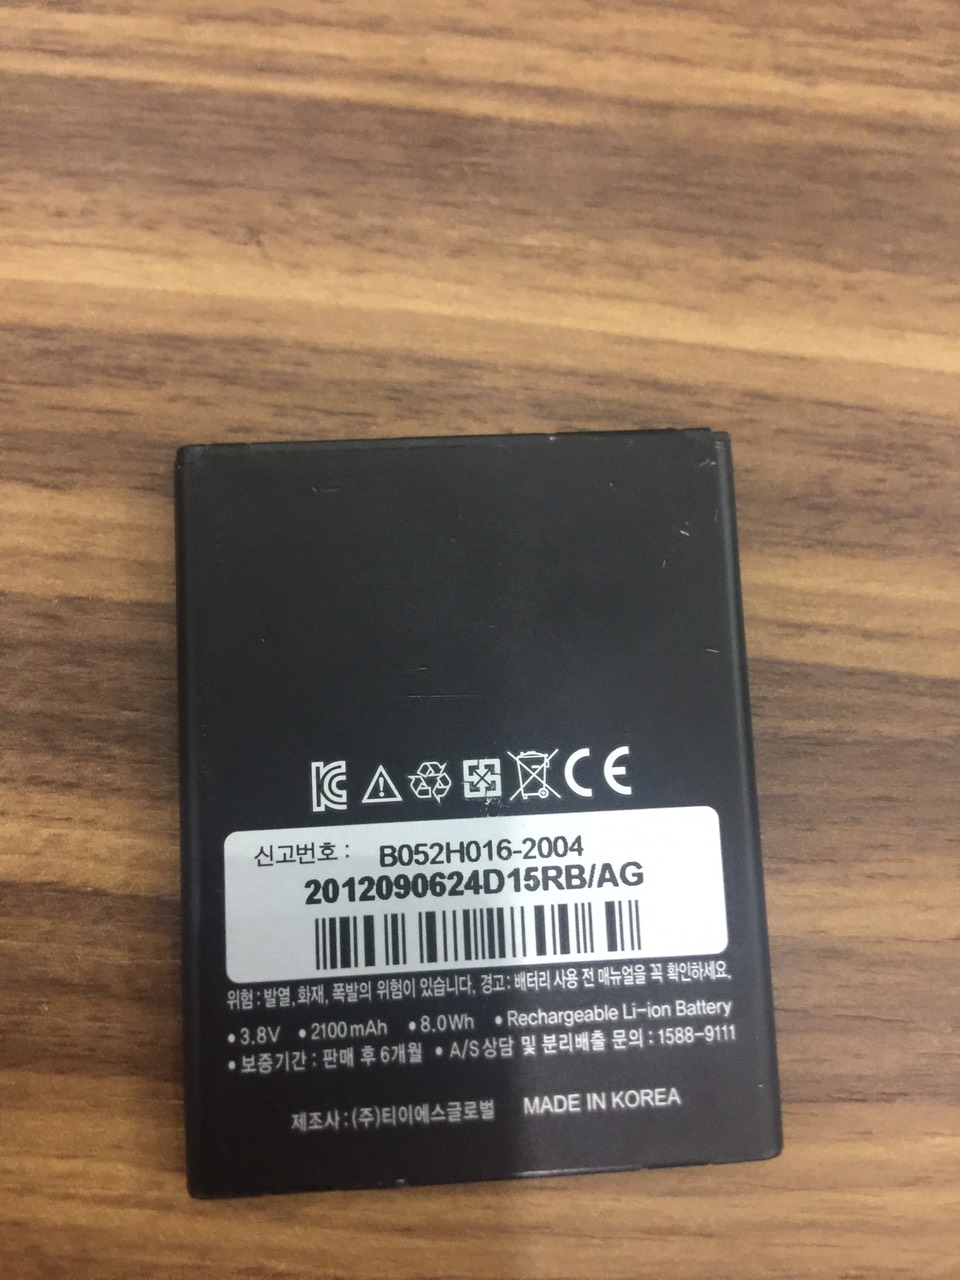 신고번호 : B052H016-2004
2012090624D15RB/AG
위험 : 발열, 화재, 폭발의 위험이 있습니다. 경고 : 배터리 사용 전 매뉴얼을 꼭 확인하세요.
• 3.8V • 2100mAh • 8.0Wh • Rechargeable Li-ion Battery
• 보증기간 : 판매 후 6개월 • A/S상담 및 분리배출 문의 : 1588-9111
제조사 : (주)티이에스글로벌 MADE IN KOREA